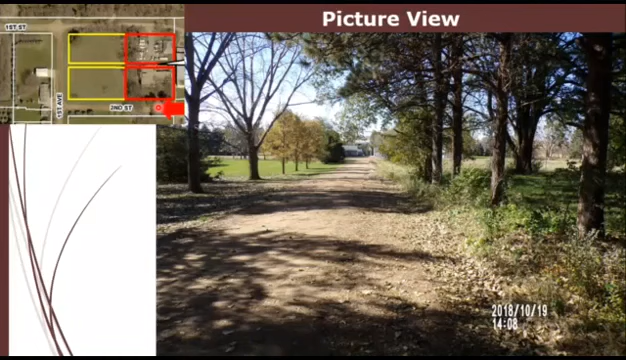 Picture View
1ST ST
1ST AVE
2ND ST
2018/10/19
14:08